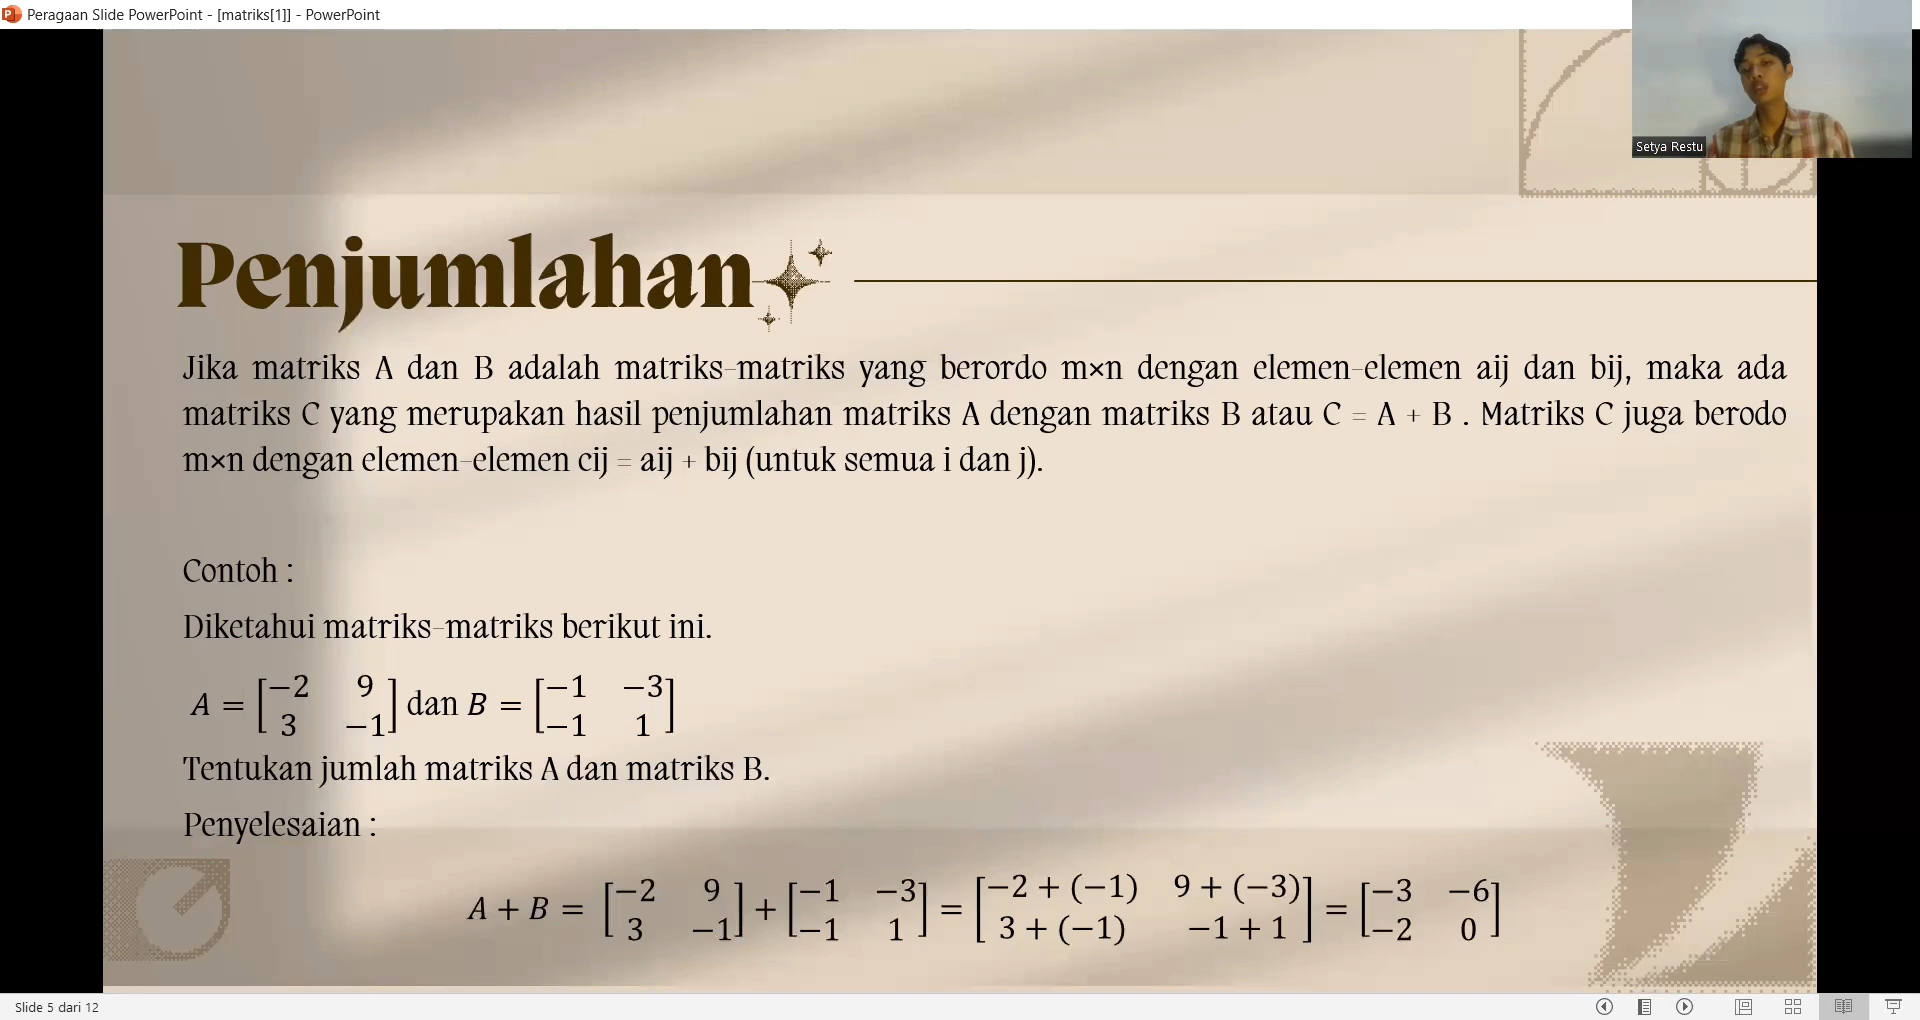 Peragaan Slide PowerPoint - [matriks[1]] - PowerPoint
Setya Restu
Penjumlahan
Jika matriks A dan B adalah matriks-matriks yang berordo m×n dengan elemen-elemen aij dan bij, maka ada
matriks C yang merupakan hasil penjumlahan matriks A dengan matriks B atau C = A + B . Matriks C juga berodo
m×n dengan elemen-elemen cij = aij + bij (untuk semua i dan j).
Contoh :
Diketahui matriks-matriks berikut ini.
A = [−2 9; 3 −1] dan B = [−1 −3; −1 1]
Tentukan jumlah matriks A dan matriks B.
Penyelesaian :
A + B = [−2 9; 3 −1] + [−1 −3; −1 1] = [−2 + (−1) 9 + (−3); 3 + (−1) −1 + 1] = [−3 −6; −2 0]
Slide 5 dari 12